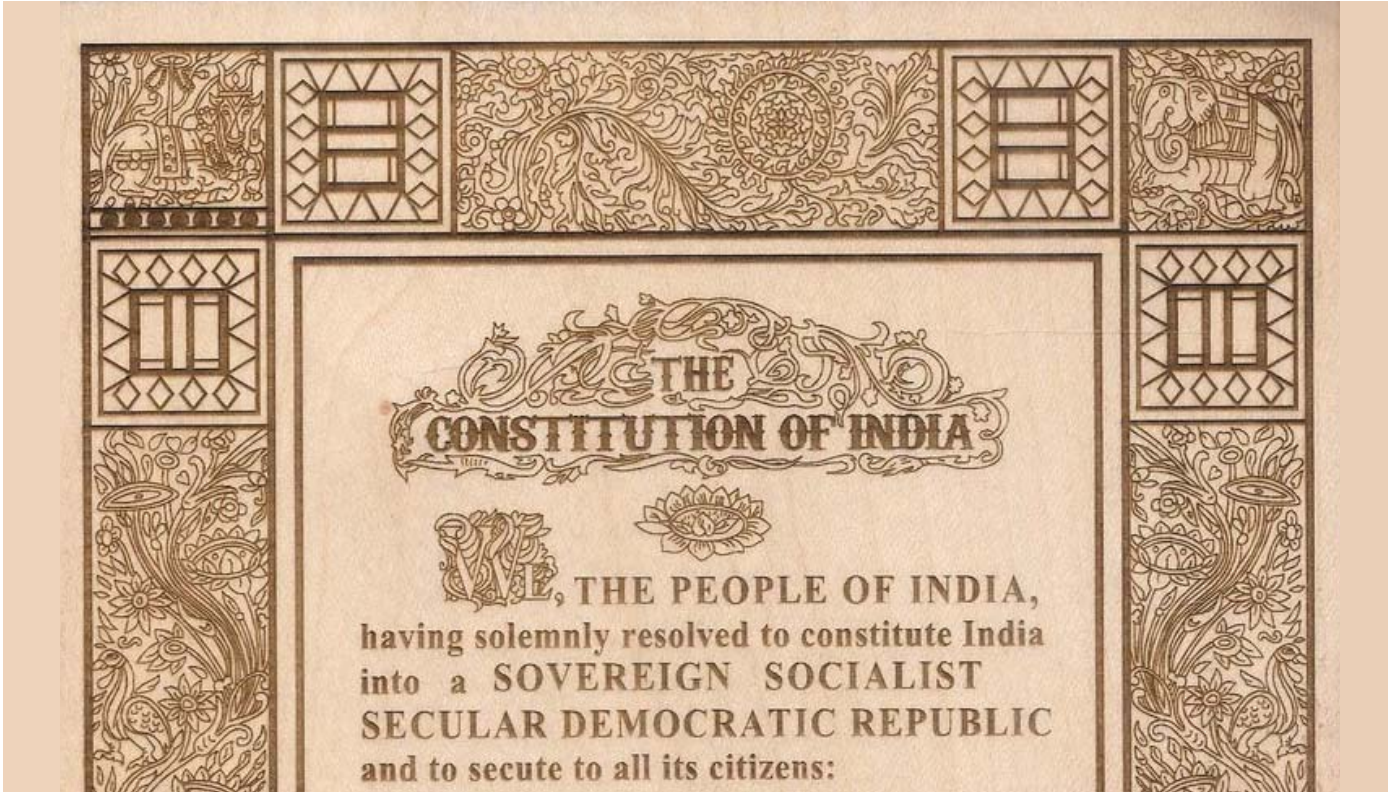 THE
CONSTITUTION OF INDIA
WE, THE PEOPLE OF INDIA,
having solemnly resolved to constitute India
into a SOVEREIGN SOCIALIST
SECULAR DEMOCRATIC REPUBLIC
and to secute to all its citizens: